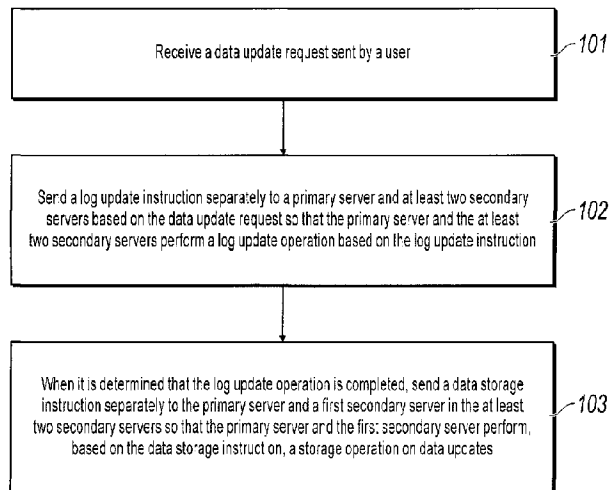 Receive a data update request sent by a user
101
Send a log update instruction separately to a primary server and at least two secondary
servers based on the data update request so that the primary server and the at least
two secondary servers perform a log update operation based on the log update instruction
102
When it is determined that the log update operation is completed, send a data storage
instruction separately to the primary server and a first secondary server in the at least
two secondary servers so that the primary server and the first secondary server perform,
based on the data storage instruction, a storage operation on data updates
103